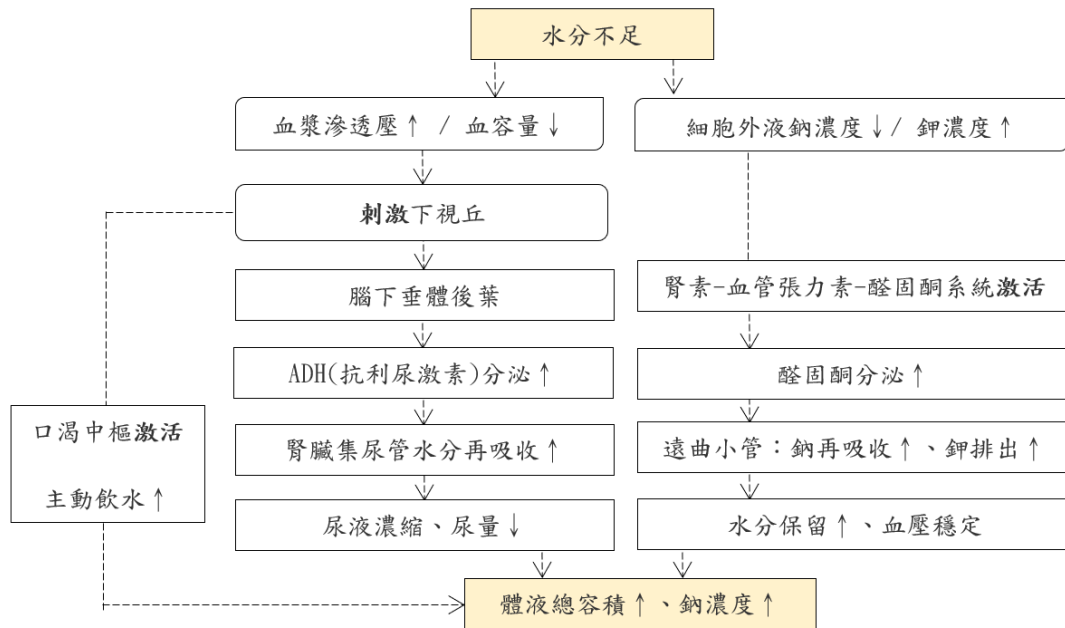 水分不足
血漿滲透壓↑ / 血容量↓
細胞外液鈉濃度↓/ 鉀濃度↑
刺激下視丘
腦下垂體後葉
腎素-血管張力素-醛固酮系統激活
ADH(抗利尿激素)分泌↑
醛固酮分泌↑
口渴中樞激活
主動飲水↑
腎臟集尿管水分再吸收↑
遠曲小管：鈉再吸收↑、鉀排出↑
尿液濃縮、尿量↓
水分保留↑、血壓穩定
體液總容積↑、鈉濃度↑